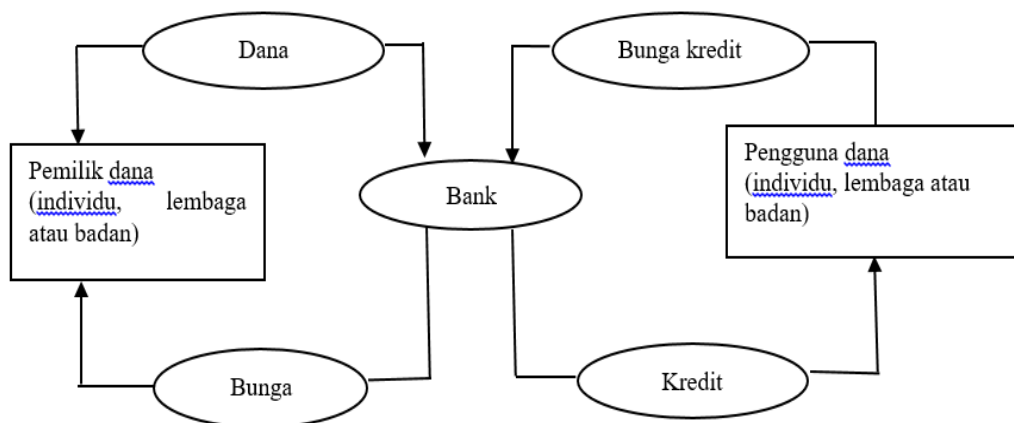 Dana
Bunga kredit
Pemilik dana
(individu, lembaga
atau badan)
Bank
Pengguna dana
(individu, lembaga atau
badan)
Bunga
Kredit